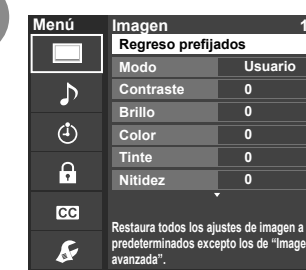 Menú
Imagen
Regreso prefijados
Modo Usuario
Contraste 0
Brillo 0
Color 0
Tinte 0
Nitidez 0
CC
Restaura todos los ajustes de imagen a
predeterminados excepto los de “Image
avanzada”.